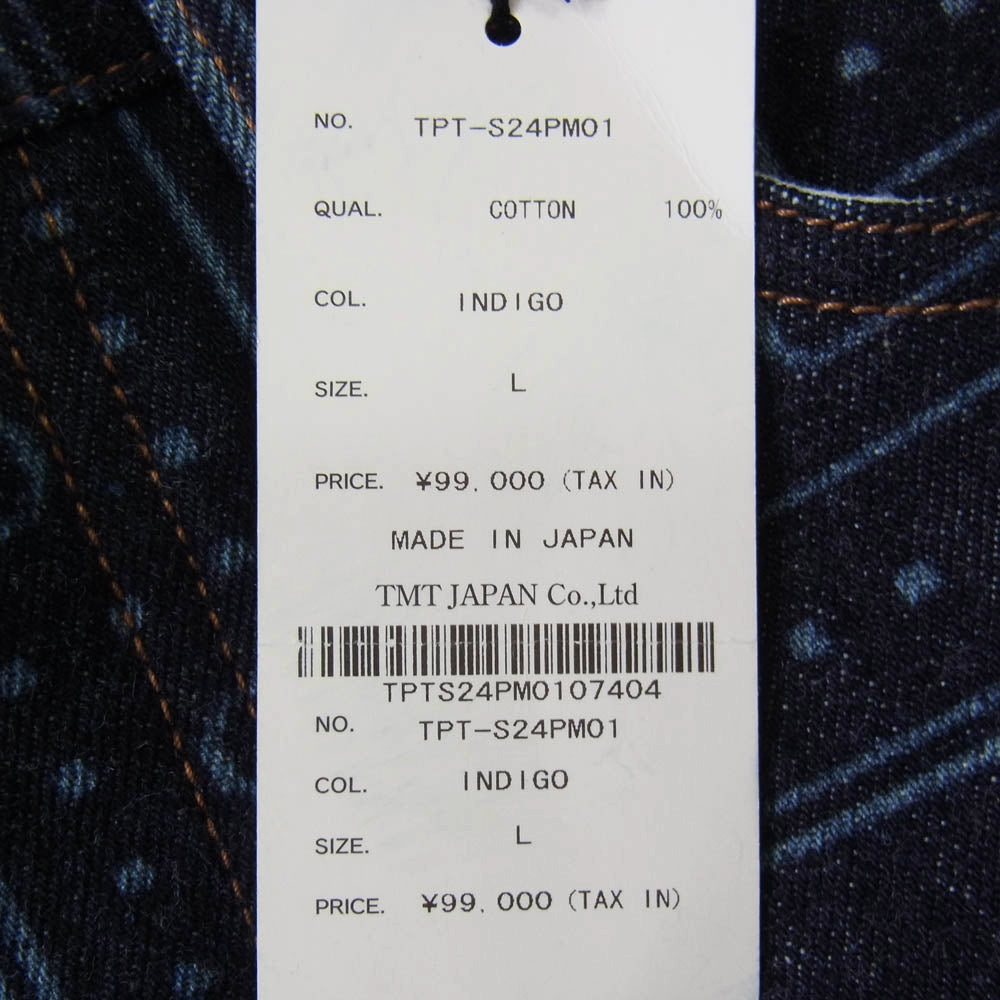 NO. TPT-S24PM01
QUAL. COTTON 100%
COL. INDIGO
SIZE. L
PRICE. ¥99,000 (TAX IN)
MADE IN JAPAN
TMT JAPAN Co.,Ltd
TPTS24PM0107404
NO. TPT-S24PM01
COL. INDIGO
SIZE. L
PRICE. ¥99,000 (TAX IN)